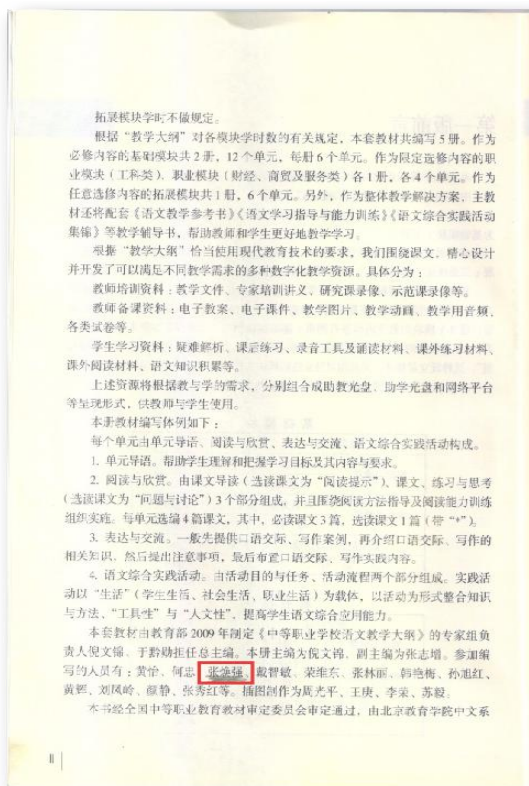 拓展模块学时不做规定。
根据“教学大纲”对各模块学时数的有关规定，本套教材共编写5册。作为
必修内容的基础模块共2册，12个单元，每册6个单元。作为限定选修内容的职
业模块（工科类）、职业模块（财经、商贸及服务类）各1册，各4个单元。作为
任意选修内容的拓展模块共1册，6个单元。另外，作为整体教学解决方案，主教
材还将配套《语文教学参考书》《语文学习指导与能力训练》《语文综合实践活动
集锦》等教学辅导书，帮助教师和学生更好地教学学习。
根据“教学大纲”恰当使用现代教育技术的要求，我们围绕课文，精心设计
并开发了可以满足不同教学需求的多种数字化教学资源。具体分为：
教师培训资料：教学文件、专家培训讲义、研究课录像、示范课录像等。
教师备课资料：电子教案、电子课件、教学图片、教学动画、教学用音频、
各类试卷等。
学生学习资料：疑难解析、课后练习、录音工具及诵读材料、课外练习材料、
课外阅读材料、语文知识积累等。
上述资源将根据教与学的需求，分别组合成助教光盘、助学光盘和网络平台
等呈现形式，供教师与学生使用。
本册教材编写体例如下：
每个单元由单元导语、阅读与欣赏、表达与交流、语文综合实践活动构成。
1. 单元导语。帮助学生理解和把握学习目标及其内容与要求。
2. 阅读与欣赏。由课文导读（选读课文为“阅读提示”）、课文、练习与思考
（选读课文为“问题与讨论”）3个部分组成，并且围绕阅读方法指导及阅读能力训练
组织实施。每单元选编4篇课文，其中，必读课文3篇，选读课文1篇（带“*”）。
3. 表达与交流。一般先提供口语交际、写作案例，再介绍口语交际、写作的
相关知识，然后提出注意事项，最后布置口语交际、写作实践内容。
4. 语文综合实践活动。由活动目的与任务、活动流程两个部分组成。实践活
动以“生活”（学生生活、社会生活、职业生活）为载体，以活动为形式整合知识
与方法、“工具性”与“人文性”，提高学生语文综合应用能力。
本套教材由教育部2009年制定《中等职业学校语文教学大纲》的专家组负
责人倪文锦、于黔勋担任总主编。本册主编为倪文锦，副主编为张志增。参加编
写的人员有：黄怡、何忠、张焕强、戴智敏、荣维东、张林丽、韩艳梅、孙旭红、
黄辉、刘凤岭、颜静、张秀红等。插图制作为周光平、王庚、李荣、苏毅。
本书经全国中等职业教育教材审定委员会审定通过，由北京教育学院中文系
II